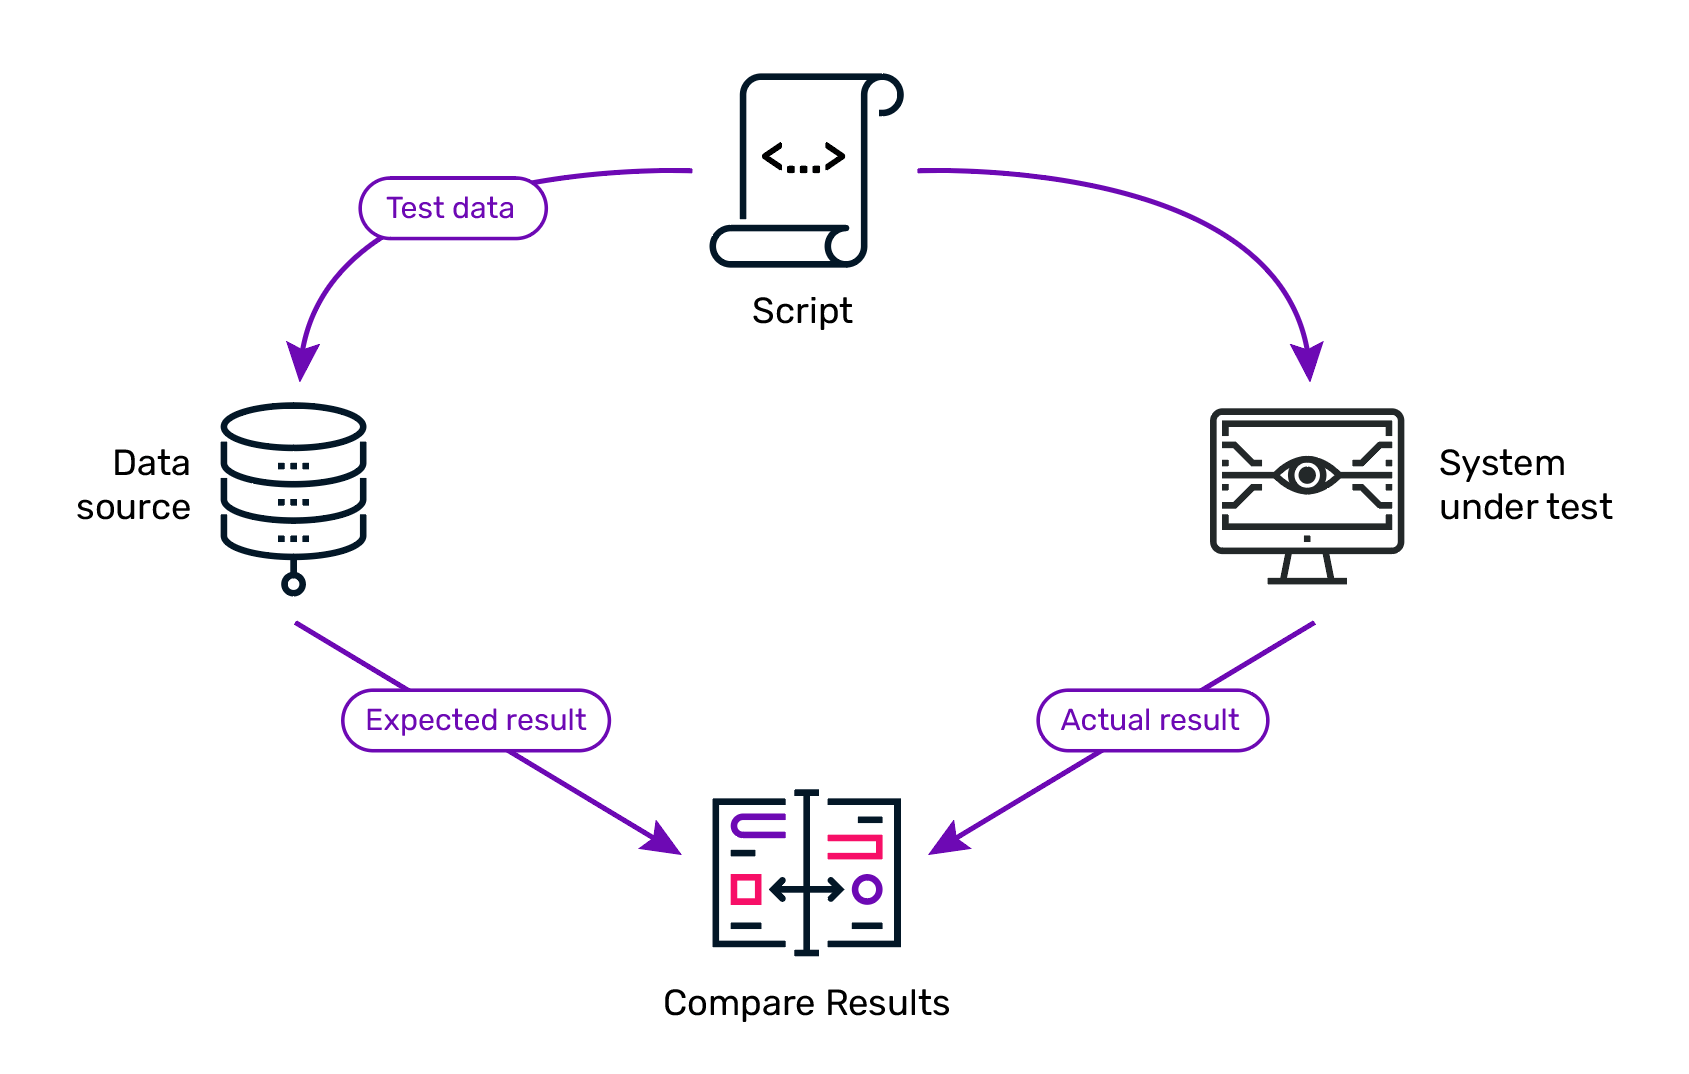 <...>
Script
Test data
Data
source
System
under test
Expected result
Actual result
Compare Results